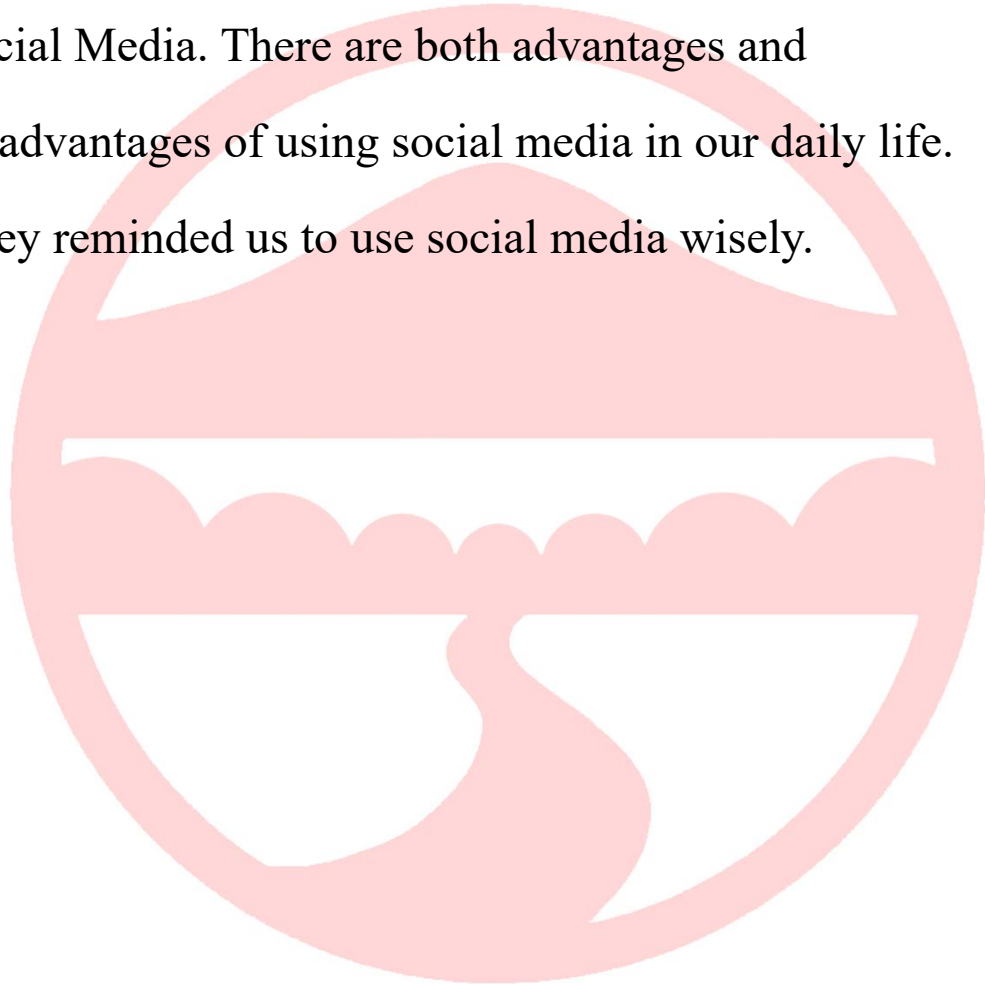 cial Media. There are both advantages and
advantages of using social media in our daily life.
ey reminded us to use social media wisely.